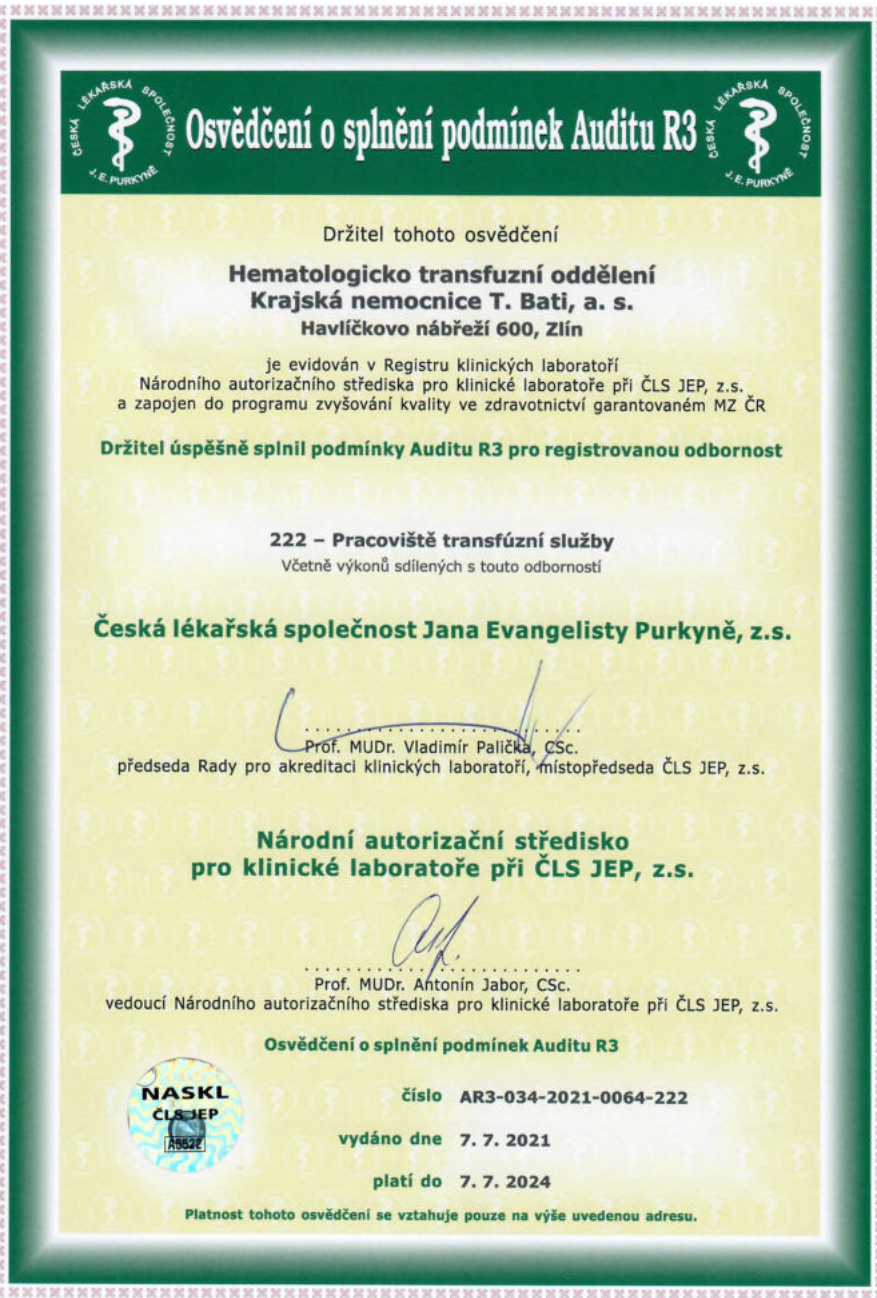 ČESKÁ LÉKAŘSKÁ SPOLEČNOST
J. E. PURKYNĚ
Osvědčení o splnění podmínek Auditu R3
ČESKÁ LÉKAŘSKÁ SPOLEČNOST
J. E. PURKYNĚ
Držitel tohoto osvědčení
Hematologicko transfuzní oddělení
Krajská nemocnice T. Bati, a. s.
Havlíčkovo nábřeží 600, Zlín
je evidován v Registru klinických laboratoří
Národního autorizačního střediska pro klinické laboratoře při ČLS JEP, z.s.
a zapojen do programu zvyšování kvality ve zdravotnictví garantovaném MZ ČR
Držitel úspěšně splnil podmínky Auditu R3 pro registrovanou odbornost
222 – Pracoviště transfúzní služby
Včetně výkonů sdílených s touto odborností
Česká lékařská společnost Jana Evangelisty Purkyně, z.s.
Prof. MUDr. Vladimír Palička, CSc.
předseda Rady pro akreditaci klinických laboratoří, místopředseda ČLS JEP, z.s.
Národní autorizační středisko
pro klinické laboratoře při ČLS JEP, z.s.
Prof. MUDr. Antonín Jabor, CSc.
vedoucí Národního autorizačního střediska pro klinické laboratoře při ČLS JEP, z.s.
Osvědčení o splnění podmínek Auditu R3
NASKL
ČLS JEP
A5522
číslo AR3-034-2021-0064-222
vydáno dne 7. 7. 2021
platí do 7. 7. 2024
Platnost tohoto osvědčení se vztahuje pouze na výše uvedenou adresu.